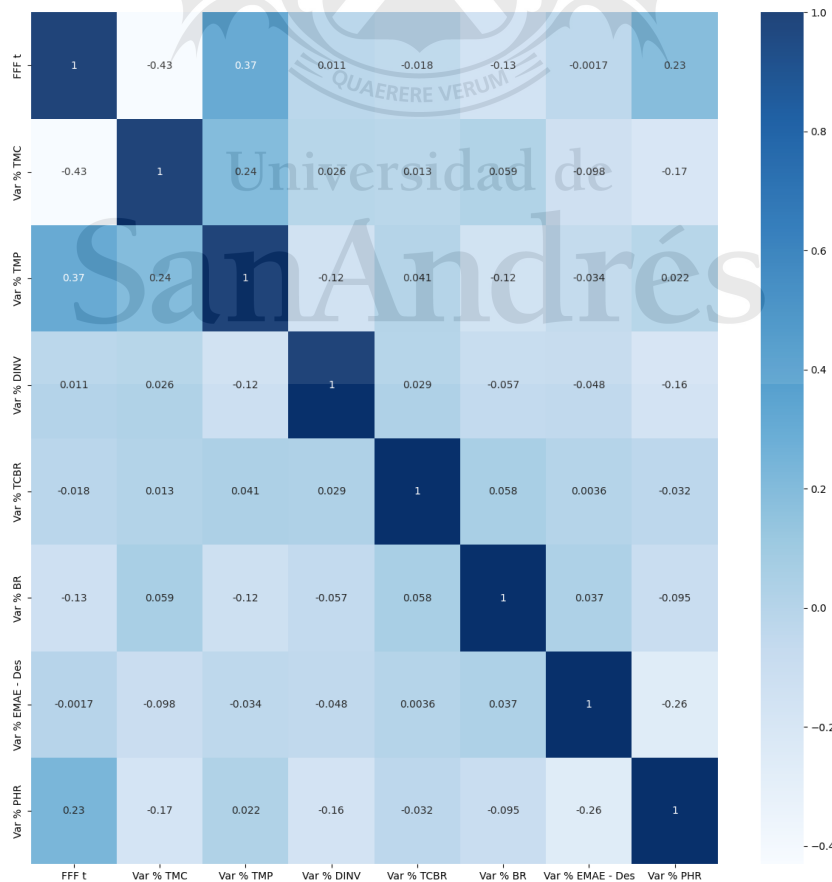 QUAERERE VERUM
Universidad de
SanAndrés
FFF t 1 -0.43 0.37 0.011 -0.018 -0.13 -0.0017 0.23
Var % TMC -0.43 1 0.24 0.026 0.013 0.059 -0.098 -0.17
Var % TMP 0.37 0.24 1 -0.12 0.041 -0.12 -0.034 0.022
Var % DINV 0.011 0.026 -0.12 1 0.029 -0.057 -0.048 -0.16
Var % TCBR -0.018 0.013 0.041 0.029 1 0.058 0.0036 -0.032
Var % BR -0.13 0.059 -0.12 -0.057 0.058 1 0.037 -0.095
Var % EMAE - Des -0.0017 -0.098 -0.034 -0.048 0.0036 0.037 1 -0.26
Var % PHR 0.23 -0.17 0.022 -0.16 -0.032 -0.095 -0.26 1
FFF t Var % TMC Var % TMP Var % DINV Var % TCBR Var % BR Var % EMAE - Des Var % PHR
1.0
0.8
0.6
0.4
0.2
0.0
−0.2
−0.4